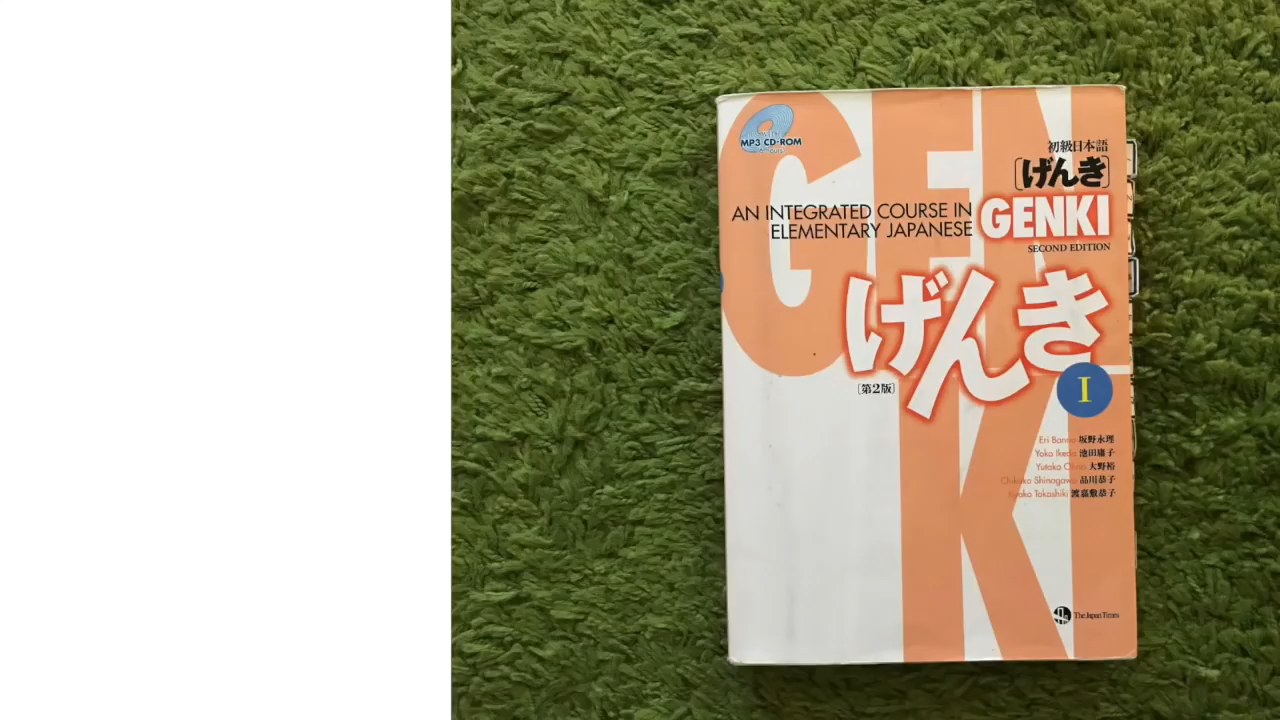 MP3 CD-ROM
初級日本語
[げんき]
AN INTEGRATED COURSE IN
ELEMENTARY JAPANESE
GENKI
SECOND EDITION
げんき
[第2版]
I
Eri Banno 坂野永理
Yoko Ikeda 池田庸子
Yutaka Ohno 大野裕
Chikako Shinagawa 品川恭子
Kyoko Tokashiki 渡嘉敷恭子
The Japan Times
GENKI